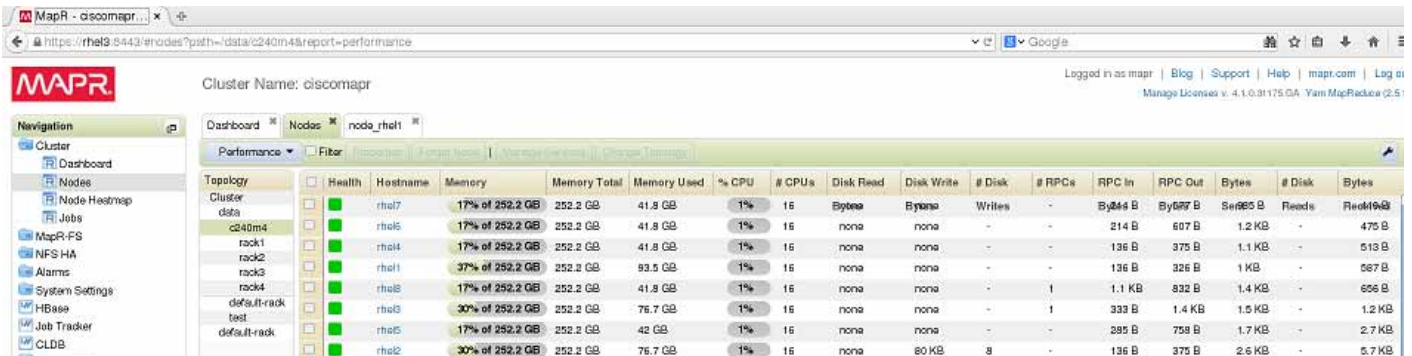 MapR - ciscomapr...
https://rhel3:8443/#nodes?path=/data/c240m4&report=performance
Google
MAPR.
Cluster Name: ciscomapr
Logged in as mapr | Blog | Support | Help | mapr.com | Log
Manage Licenses v. 4.1.0.31175.GA Yarn MapReduce (2.5.1
Navigation
Cluster
Dashboard
Nodes
Node Heatmap
Jobs
MapR-FS
NFS HA
Alarms
System Settings
HBase
Job Tracker
CLDB
Dashboard Nodes node_rhel1
Performance Filter Properties Forget Node | Manage Services Change Topology
Topology
Cluster
data
c240m4
rack1
rack2
rack3
rack4
default-rack
test
default-rack
Health Hostname Memory Memory Total Memory Used % CPU # CPUs Disk Read Disk Write # Disk # RPCs RPC In RPC Out Bytes # Disk Bytes
rhel7 17% of 252.2 GB 252.2 GB 41.8 GB 1% 16 Writes - Reads
rhel6 17% of 252.2 GB 252.2 GB 41.8 GB 1% 16 none none - - 214 B 607 B 1.2 KB - 475 B
rhel4 17% of 252.2 GB 252.2 GB 41.8 GB 1% 16 none none - - 136 B 375 B 1.1 KB - 513 B
rhel1 37% of 252.2 GB 252.2 GB 93.5 GB 1% 16 none none - - 136 B 326 B 1 KB - 587 B
rhel8 17% of 252.2 GB 252.2 GB 41.8 GB 1% 16 none none - 1 1.1 KB 832 B 1.4 KB - 656 B
rhel3 30% of 252.2 GB 252.2 GB 76.7 GB 1% 16 none none - 1 333 B 1.4 KB 1.5 KB - 1.2 KB
rhel5 17% of 252.2 GB 252.2 GB 42 GB 1% 16 none none - - 285 B 758 B 1.7 KB - 2.7 KB
rhel2 30% of 252.2 GB 252.2 GB 76.7 GB 1% 16 none 80 KB 8 - 136 B 375 B 2.6 KB - 5.7 KB